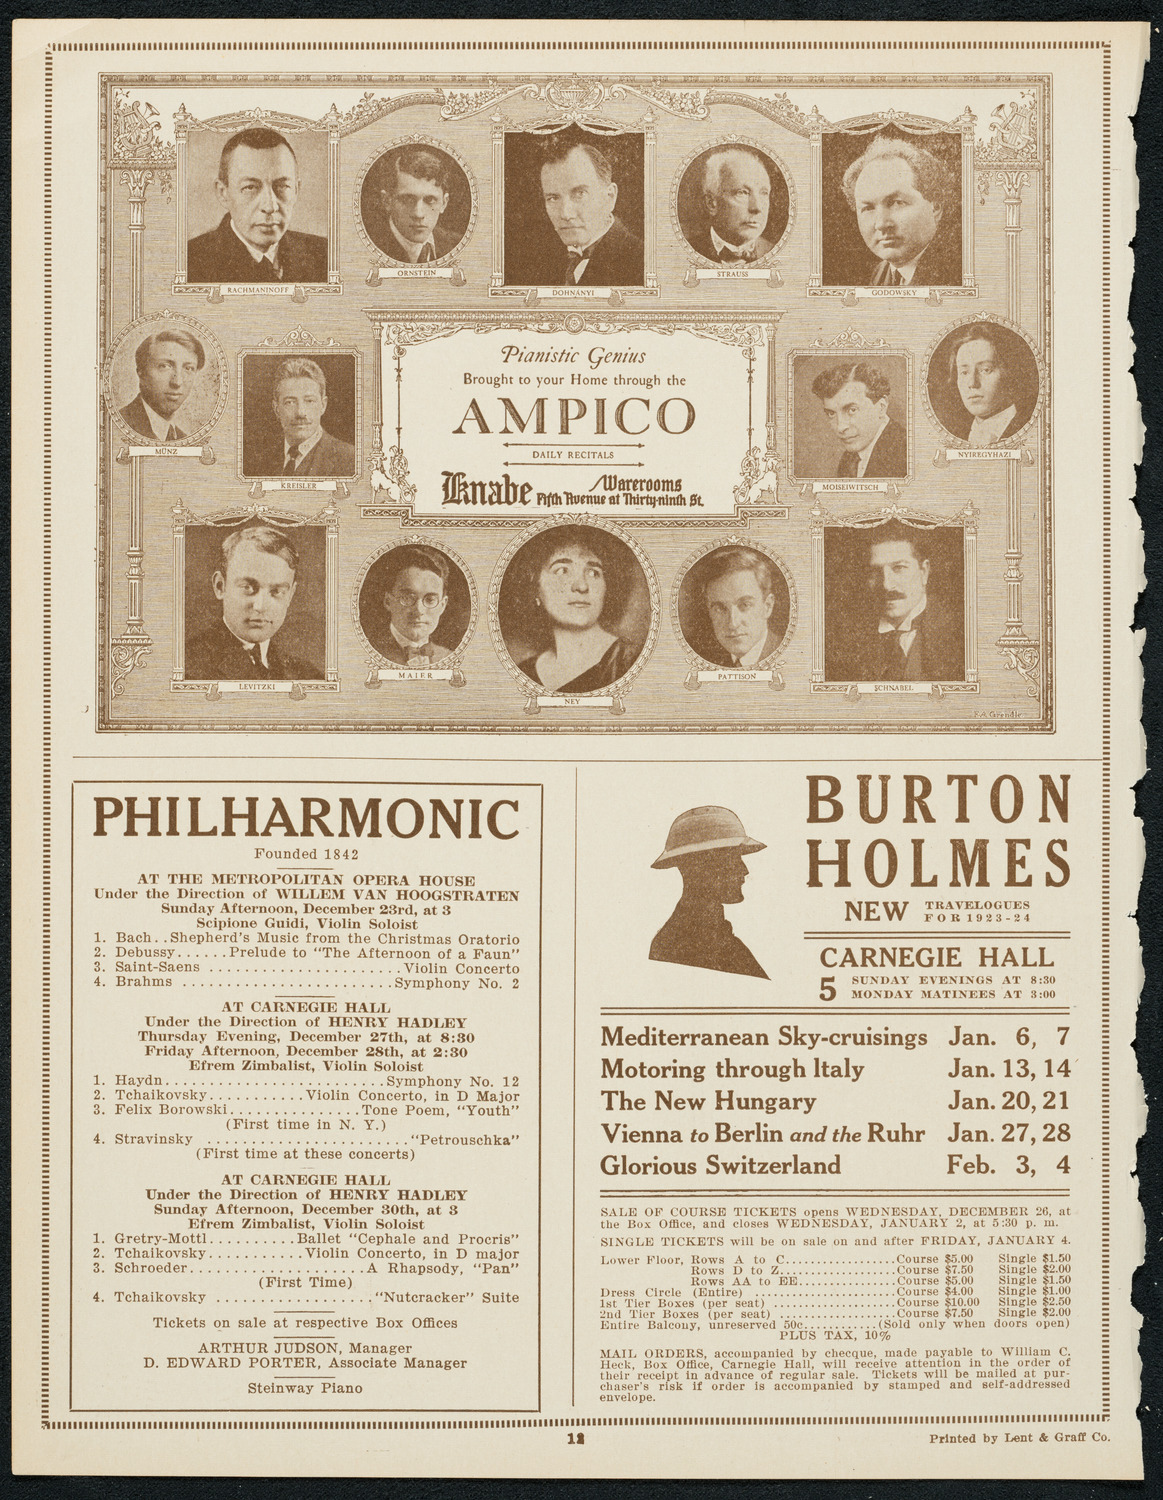 RACHMANINOFF
ORNSTEIN
DOHNÁNYI
STRAUSS
GODOWSKY
MÜNZ
KREISLER
Pianistic Genius
Brought to your Home through the
AMPICO
DAILY RECITALS
Knabe Warerooms
Fifth Avenue at Thirty-ninth St.
MOISEIWITSCH
NYIREGYHAZI
LEVITZKI
MAIER
NEY
PATTISON
SCHNABEL
PHILHARMONIC
Founded 1842
AT THE METROPOLITAN OPERA HOUSE
Under the Direction of WILLEM VAN HOOGSTRATEN
Sunday Afternoon, December 23rd, at 3
Scipione Guidi, Violin Soloist
1. Bach..Shepherd's Music from the Christmas Oratorio
2. Debussy......Prelude to "The Afternoon of a Faun"
3. Saint-Saens ......................Violin Concerto
4. Brahms ........................Symphony No. 2
AT CARNEGIE HALL
Under the Direction of HENRY HADLEY
Thursday Evening, December 27th, at 8:30
Friday Afternoon, December 28th, at 2:30
Efrem Zimbalist, Violin Soloist
1. Haydn.........................Symphony No. 12
2. Tchaikovsky...........Violin Concerto, in D Major
3. Felix Borowski...............Tone Poem, "Youth"
(First time in N. Y.)
4. Stravinsky ......................."Petrouschka"
(First time at these concerts)
AT CARNEGIE HALL
Under the Direction of HENRY HADLEY
Sunday Afternoon, December 30th, at 3
Efrem Zimbalist, Violin Soloist
1. Gretry-Mottl..........Ballet "Cephale and Procris"
2. Tchaikovsky...........Violin Concerto, in D major
3. Schroeder....................A Rhapsody, "Pan"
(First Time)
4. Tchaikovsky .................."Nutcracker" Suite
Tickets on sale at respective Box Offices
ARTHUR JUDSON, Manager
D. EDWARD PORTER, Associate Manager
Steinway Piano
BURTON
HOLMES
NEW TRAVELOGUES
FOR 1923-24
CARNEGIE HALL
5 SUNDAY EVENINGS AT 8:30
MONDAY MATINEES AT 3:00
Mediterranean Sky-cruisings Jan. 6, 7
Motoring through Italy Jan. 13, 14
The New Hungary Jan. 20, 21
Vienna to Berlin and the Ruhr Jan. 27, 28
Glorious Switzerland Feb. 3, 4
SALE OF COURSE TICKETS opens WEDNESDAY, DECEMBER 26, at
the Box Office, and closes WEDNESDAY, JANUARY 2, at 5:30 p. m.
SINGLE TICKETS will be on sale on and after FRIDAY, JANUARY 4.
Lower Floor, Rows A to C.................Course $5.00 Single $1.50
Rows D to Z..................Course $7.50 Single $2.00
Rows AA to EE...............Course $5.00 Single $1.50
Dress Circle (Entire) ......................Course $4.00 Single $1.00
1st Tier Boxes (per seat) ...................Course $10.00 Single $2.50
2nd Tier Boxes (per seat) ...................Course $7.50 Single $2.00
Entire Balcony, unreserved 50c............(Sold only when doors open)
PLUS TAX, 10%
MAIL ORDERS, accompanied by checque, made payable to William C.
Heck, Box Office, Carnegie Hall, will receive attention in the order of
their receipt in advance of regular sale. Tickets will be mailed at pur-
chaser's risk if order is accompanied by stamped and self-addressed
envelope.
Printed by Lent & Graff Co.